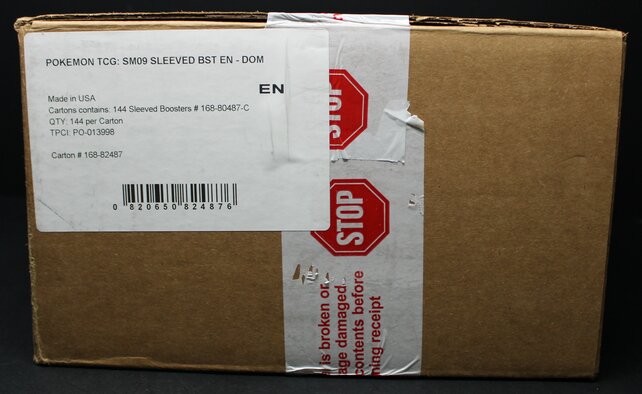 POKEMON TCG: SM09 SLEEVED BST EN - DOM
EN
Made in USA
Cartons contains: 144 Sleeved Boosters # 168-80487-C
QTY: 144 per Carton
TPCI: PO-013998
Carton # 168-82487
0 820650 824876
STOP
STOP
is broken or
age damaged
contents before
ning receipt